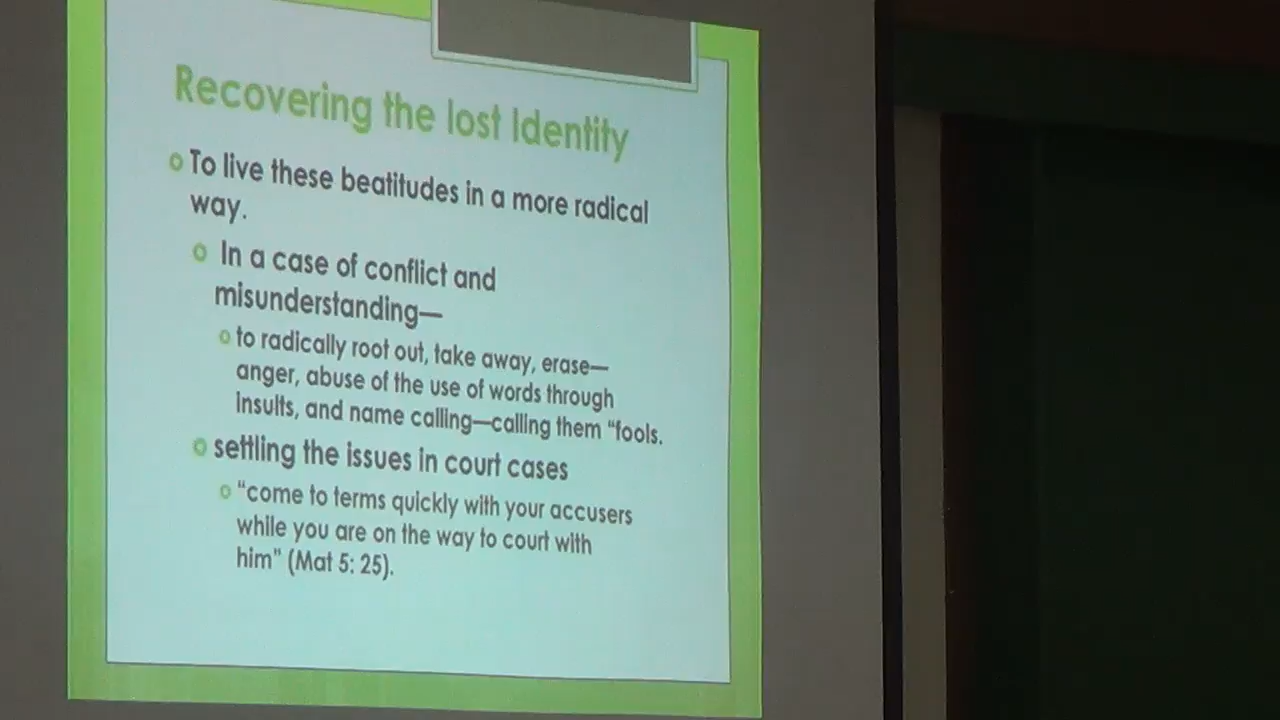 Recovering the lost Identity
To live these beatitudes in a more radical
way.
In a case of conflict and
misunderstanding—
to radically root out, take away, erase—
anger, abuse of the use of words through
insults, and name calling—calling them “fools.
settling the issues in court cases
“come to terms quickly with your accusers
while you are on the way to court with
him” (Mat 5: 25).